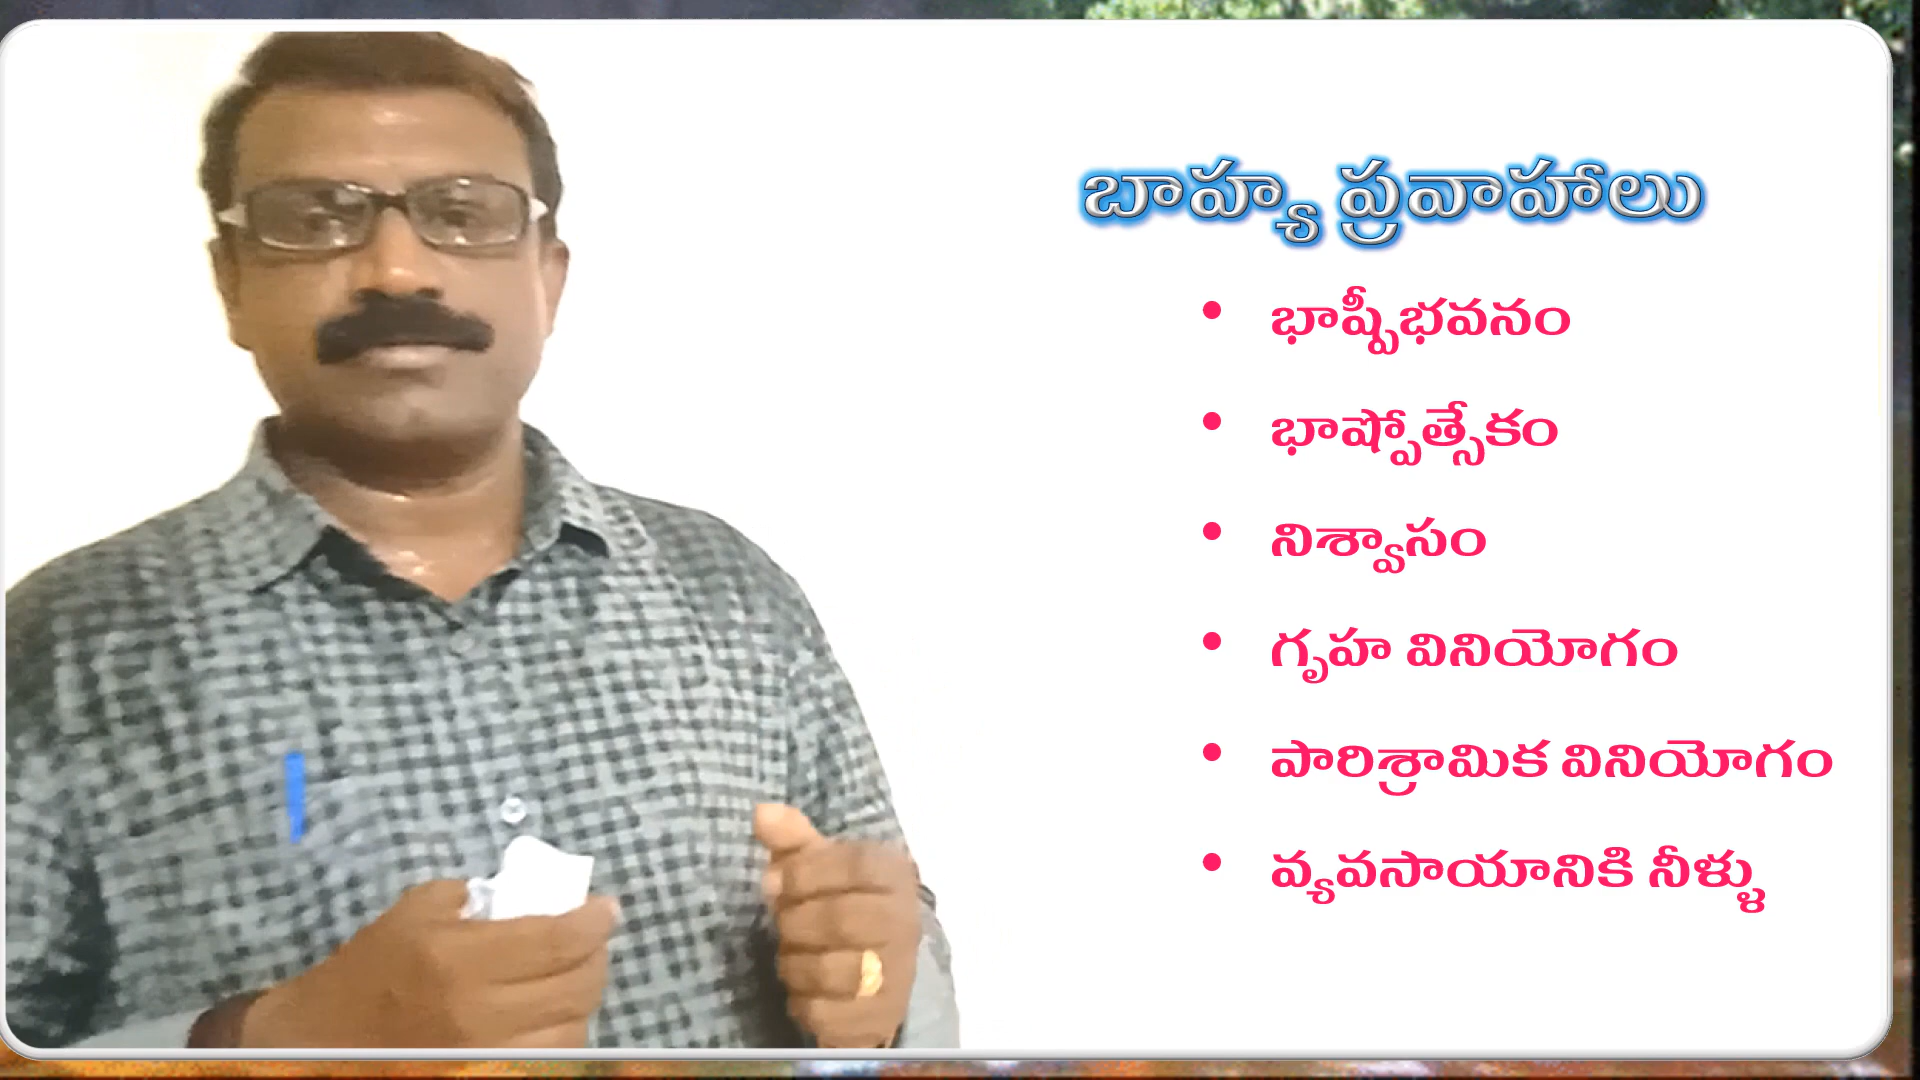 బాహ్య ప్రవాహాలు
• భాష్పీభవనం
• భాష్పోత్సేకం
• నిశ్వాసం
• గృహ వినియోగం
• పారిశ్రామిక వినియోగం
• వ్యవసాయానికి నీళ్ళు